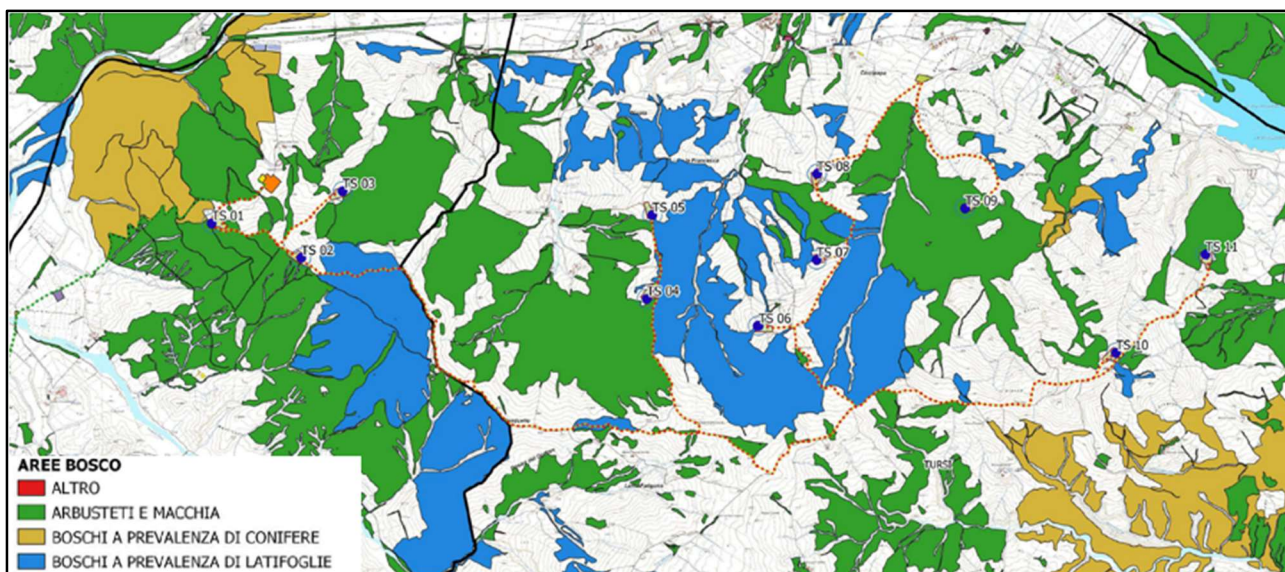 TS 01
TS 02
TS 03
TS 04
TS 05
TS 06
TS 07
TS 08
TS 09
TS 10
TS 11
TURSI
AREE BOSCO
ALTRO
ARBUSTETI E MACCHIA
BOSCHI A PREVALENZA DI CONIFERE
BOSCHI A PREVALENZA DI LATIFOGLIE